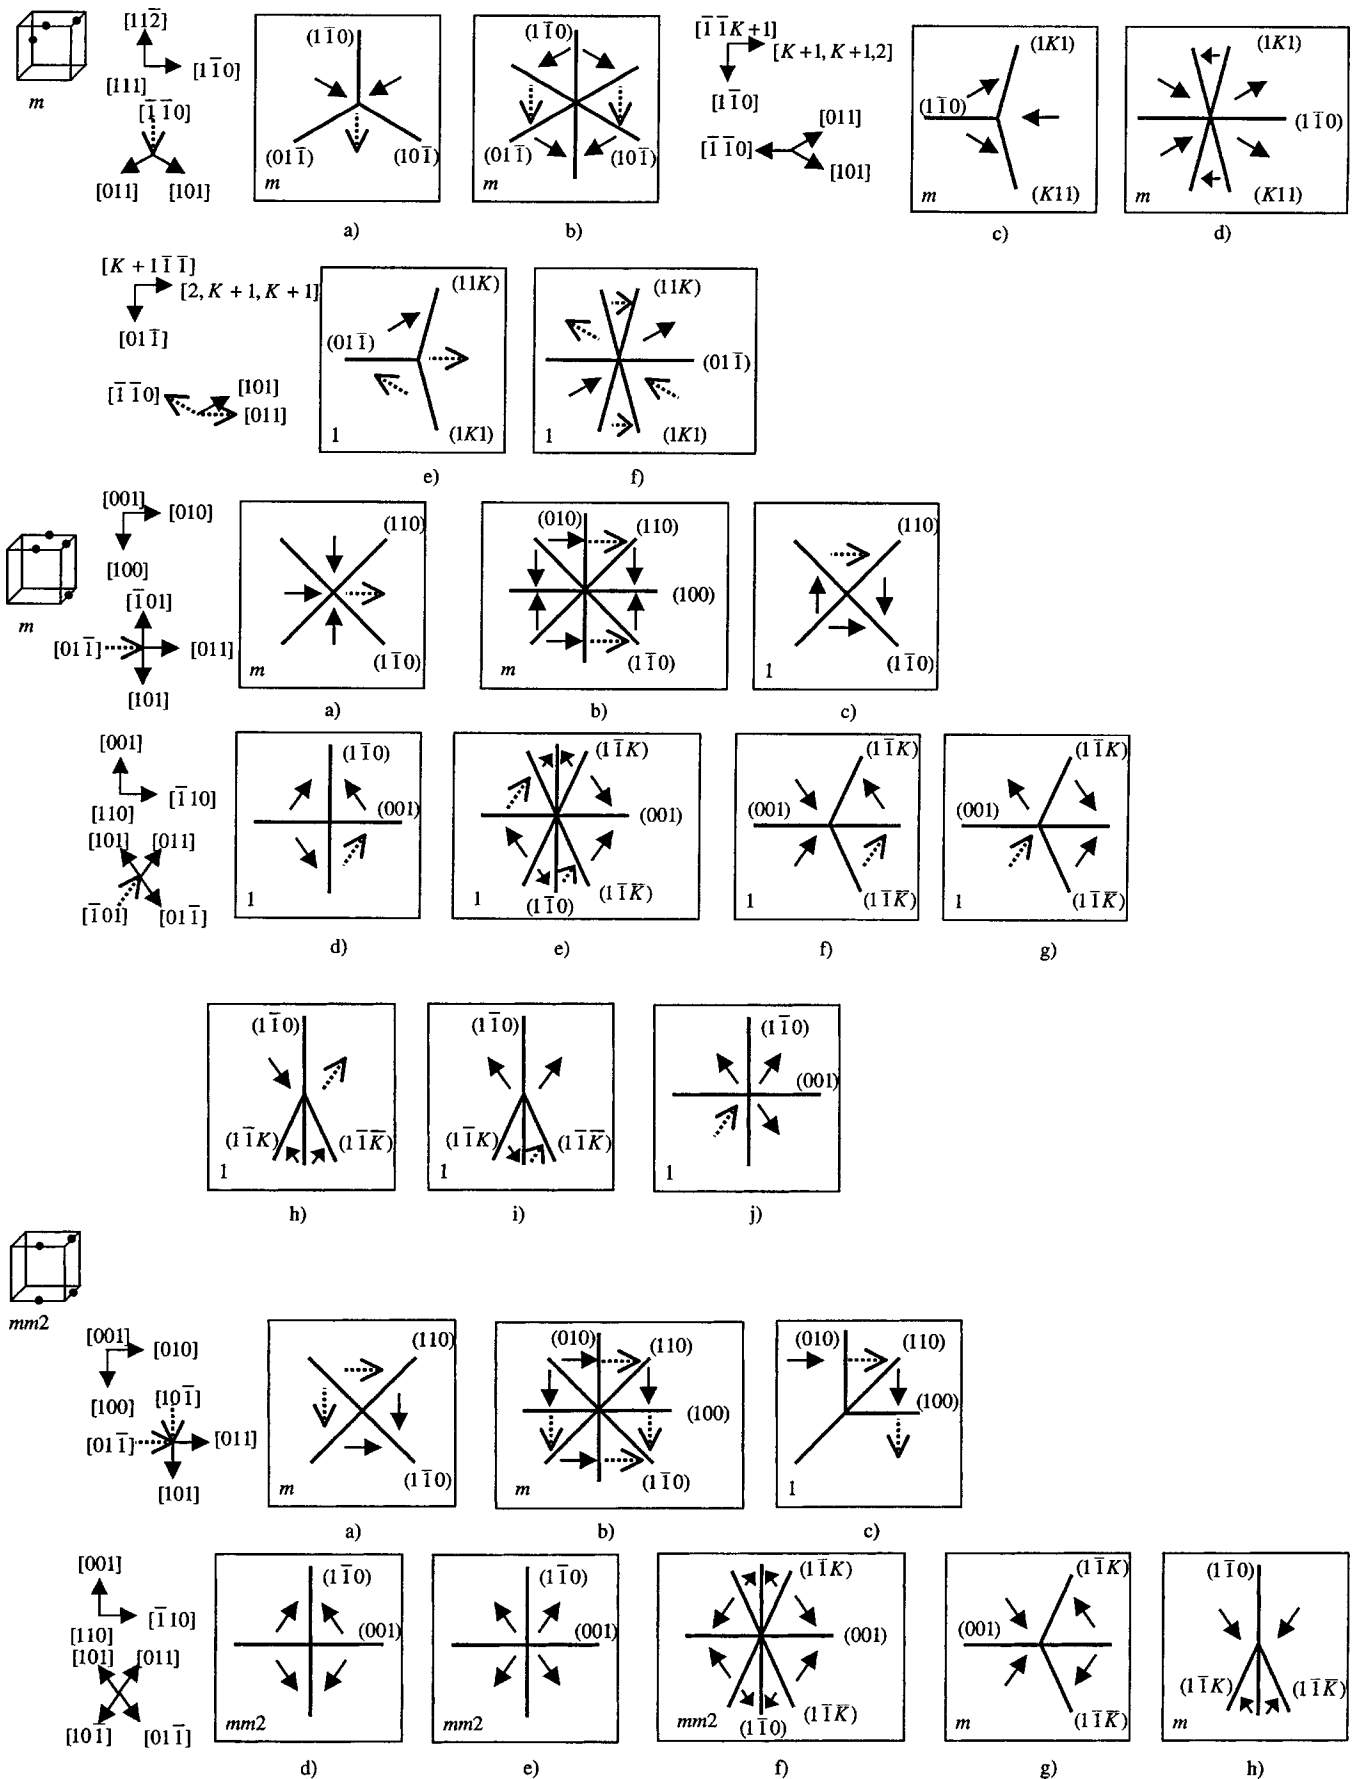 m
[112̄]
[11̄0]
[111]
[1̄1̄0]
[011] [101]
(11̄0)
(011̄) (101̄)
m
a)
(11̄0)
(011̄) (101̄)
m
b)
[1̄ 1̄K+1]
[K+1, K+1,2]
[11̄0]
[011]
[1̄ 1̄0]
[101]
(1K1)
(11̄0)
(K11)
m
c)
(1K1)
(11̄0)
(K11)
m
d)
[K+11̄ 1̄]
[2, K+1, K+1]
[011̄]
[1̄ 1̄0]
[101]
[011]
(11K)
(011̄)
(1K1)
1
e)
(11K)
(011̄)
(1K1)
1
f)
m
[001]
[010]
[100]
[1̄01]
[011̄] [011]
[101]
(110)
(11̄0)
m
a)
(010) (110)
(100)
(11̄0)
m
b)
(110)
(11̄0)
1
c)
[001]
[1̄10]
[110]
[101] [011]
[1̄01] [011̄]
(11̄0)
(001)
1
d)
(11̄K)
(001)
(11̄K̄)
(11̄0)
1
e)
(11̄K)
(001)
(11̄K̄)
1
f)
(11̄K)
(001)
(11̄K̄)
1
g)
(11̄0)
(11̄K) (11̄K̄)
1
h)
(11̄0)
(11̄K) (11̄K̄)
1
i)
(11̄0)
(001)
1
j)
mm2
[001]
[010]
[100]
[101̄]
[011̄] [011]
[101]
(110)
(11̄0)
m
a)
(010) (110)
(100)
(11̄0)
m
b)
(010) (110)
(100)
1
c)
[001]
[1̄10]
[110]
[101] [011]
[101̄] [011̄]
(11̄0)
(001)
mm2
d)
(11̄0)
(001)
mm2
e)
(11̄K)
(001)
(11̄K̄)
(11̄0)
mm2
f)
(11̄K)
(001)
(11̄K̄)
m
g)
(11̄0)
(11̄K) (11̄K̄)
m
h)